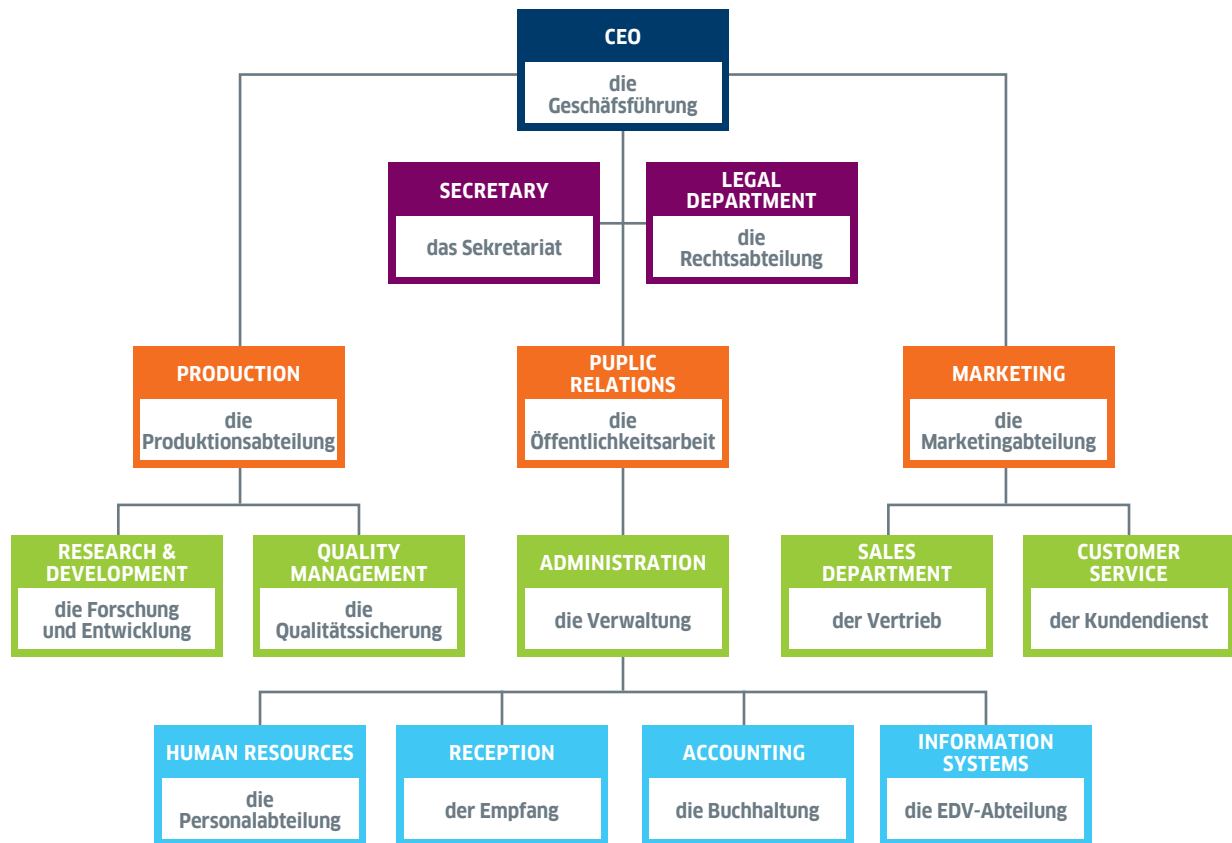 CEO
die
Geschäfsführung
SECRETARY
das Sekretariat
LEGAL
DEPARTMENT
die
Rechtsabteilung
PRODUCTION
die
Produktionsabteilung
PUPLIC
RELATIONS
die
Öffentlichkeitsarbeit
MARKETING
die
Marketingabteilung
RESEARCH &
DEVELOPMENT
die Forschung
und Entwicklung
QUALITY
MANAGEMENT
die
Qualitätssicherung
ADMINISTRATION
die Verwaltung
SALES
DEPARTMENT
der Vertrieb
CUSTOMER
SERVICE
der Kundendienst
HUMAN RESOURCES
die
Personalabteilung
RECEPTION
der Empfang
ACCOUNTING
die Buchhaltung
INFORMATION
SYSTEMS
die EDV-Abteilung